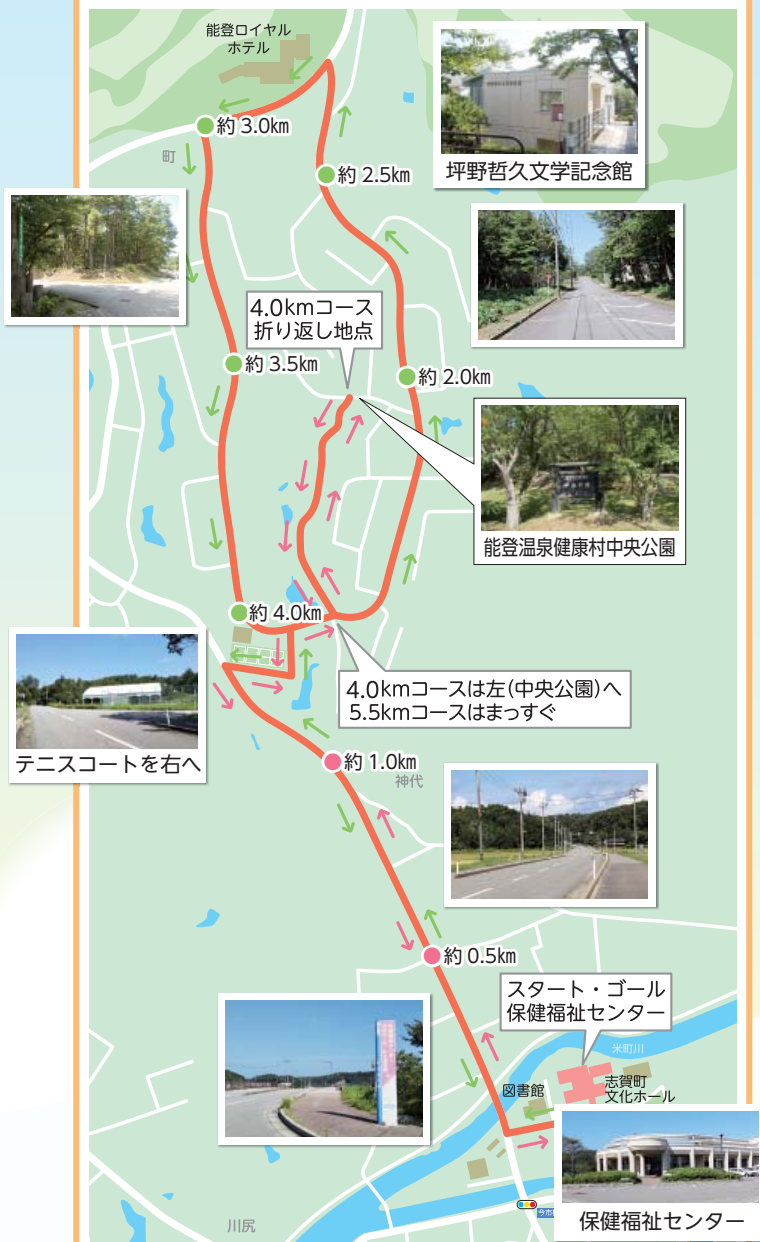 能登ロイヤル
ホテル
約 3.0km
町
約 2.5km
坪野哲久文学記念館
4.0kmコース
折り返し地点
約 3.5km
約 2.0km
能登温泉健康村中央公園
約 4.0km
4.0kmコースは左(中央公園)へ
5.5kmコースはまっすぐ
テニスコートを右へ
約 1.0km
神代
約 0.5km
スタート・ゴール
保健福祉センター
米町川
図書館
志賀町
文化ホール
保健福祉センター
川尻